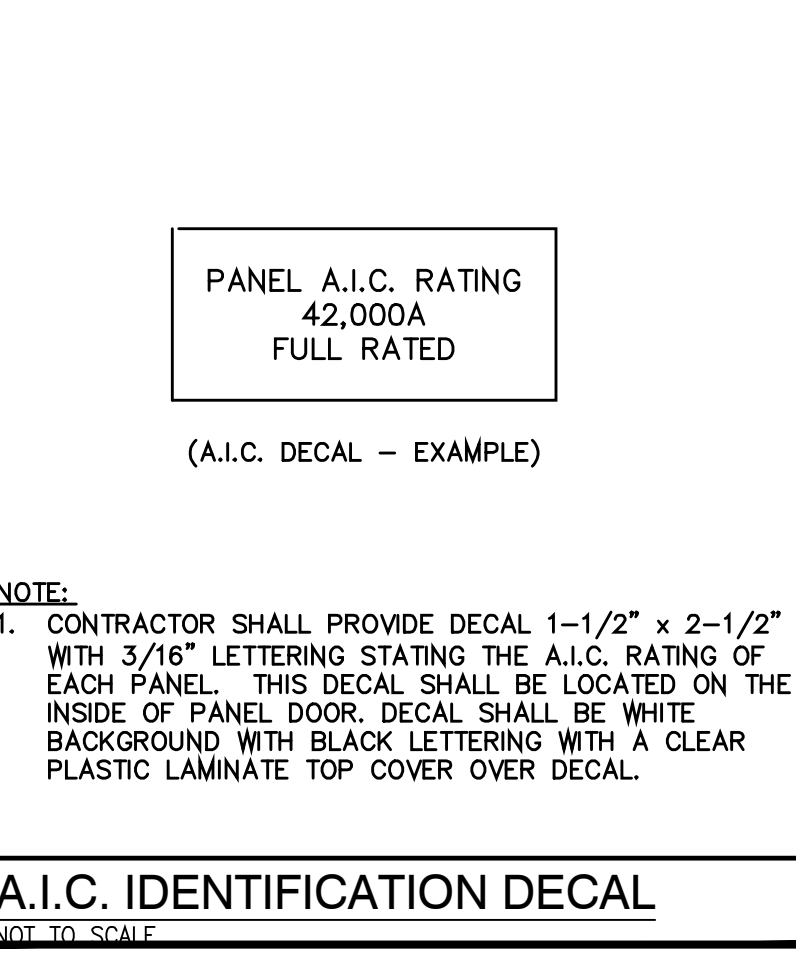 PANEL A.I.C. RATING
42,000A
FULL RATED
(A.I.C. DECAL – EXAMPLE)
NOTE:
1. CONTRACTOR SHALL PROVIDE DECAL 1–1/2" x 2–1/2"
WITH 3/16" LETTERING STATING THE A.I.C. RATING OF
EACH PANEL. THIS DECAL SHALL BE LOCATED ON THE
INSIDE OF PANEL DOOR. DECAL SHALL BE WHITE
BACKGROUND WITH BLACK LETTERING WITH A CLEAR
PLASTIC LAMINATE TOP COVER OVER DECAL.
A.I.C. IDENTIFICATION DECAL
NOT TO SCALE